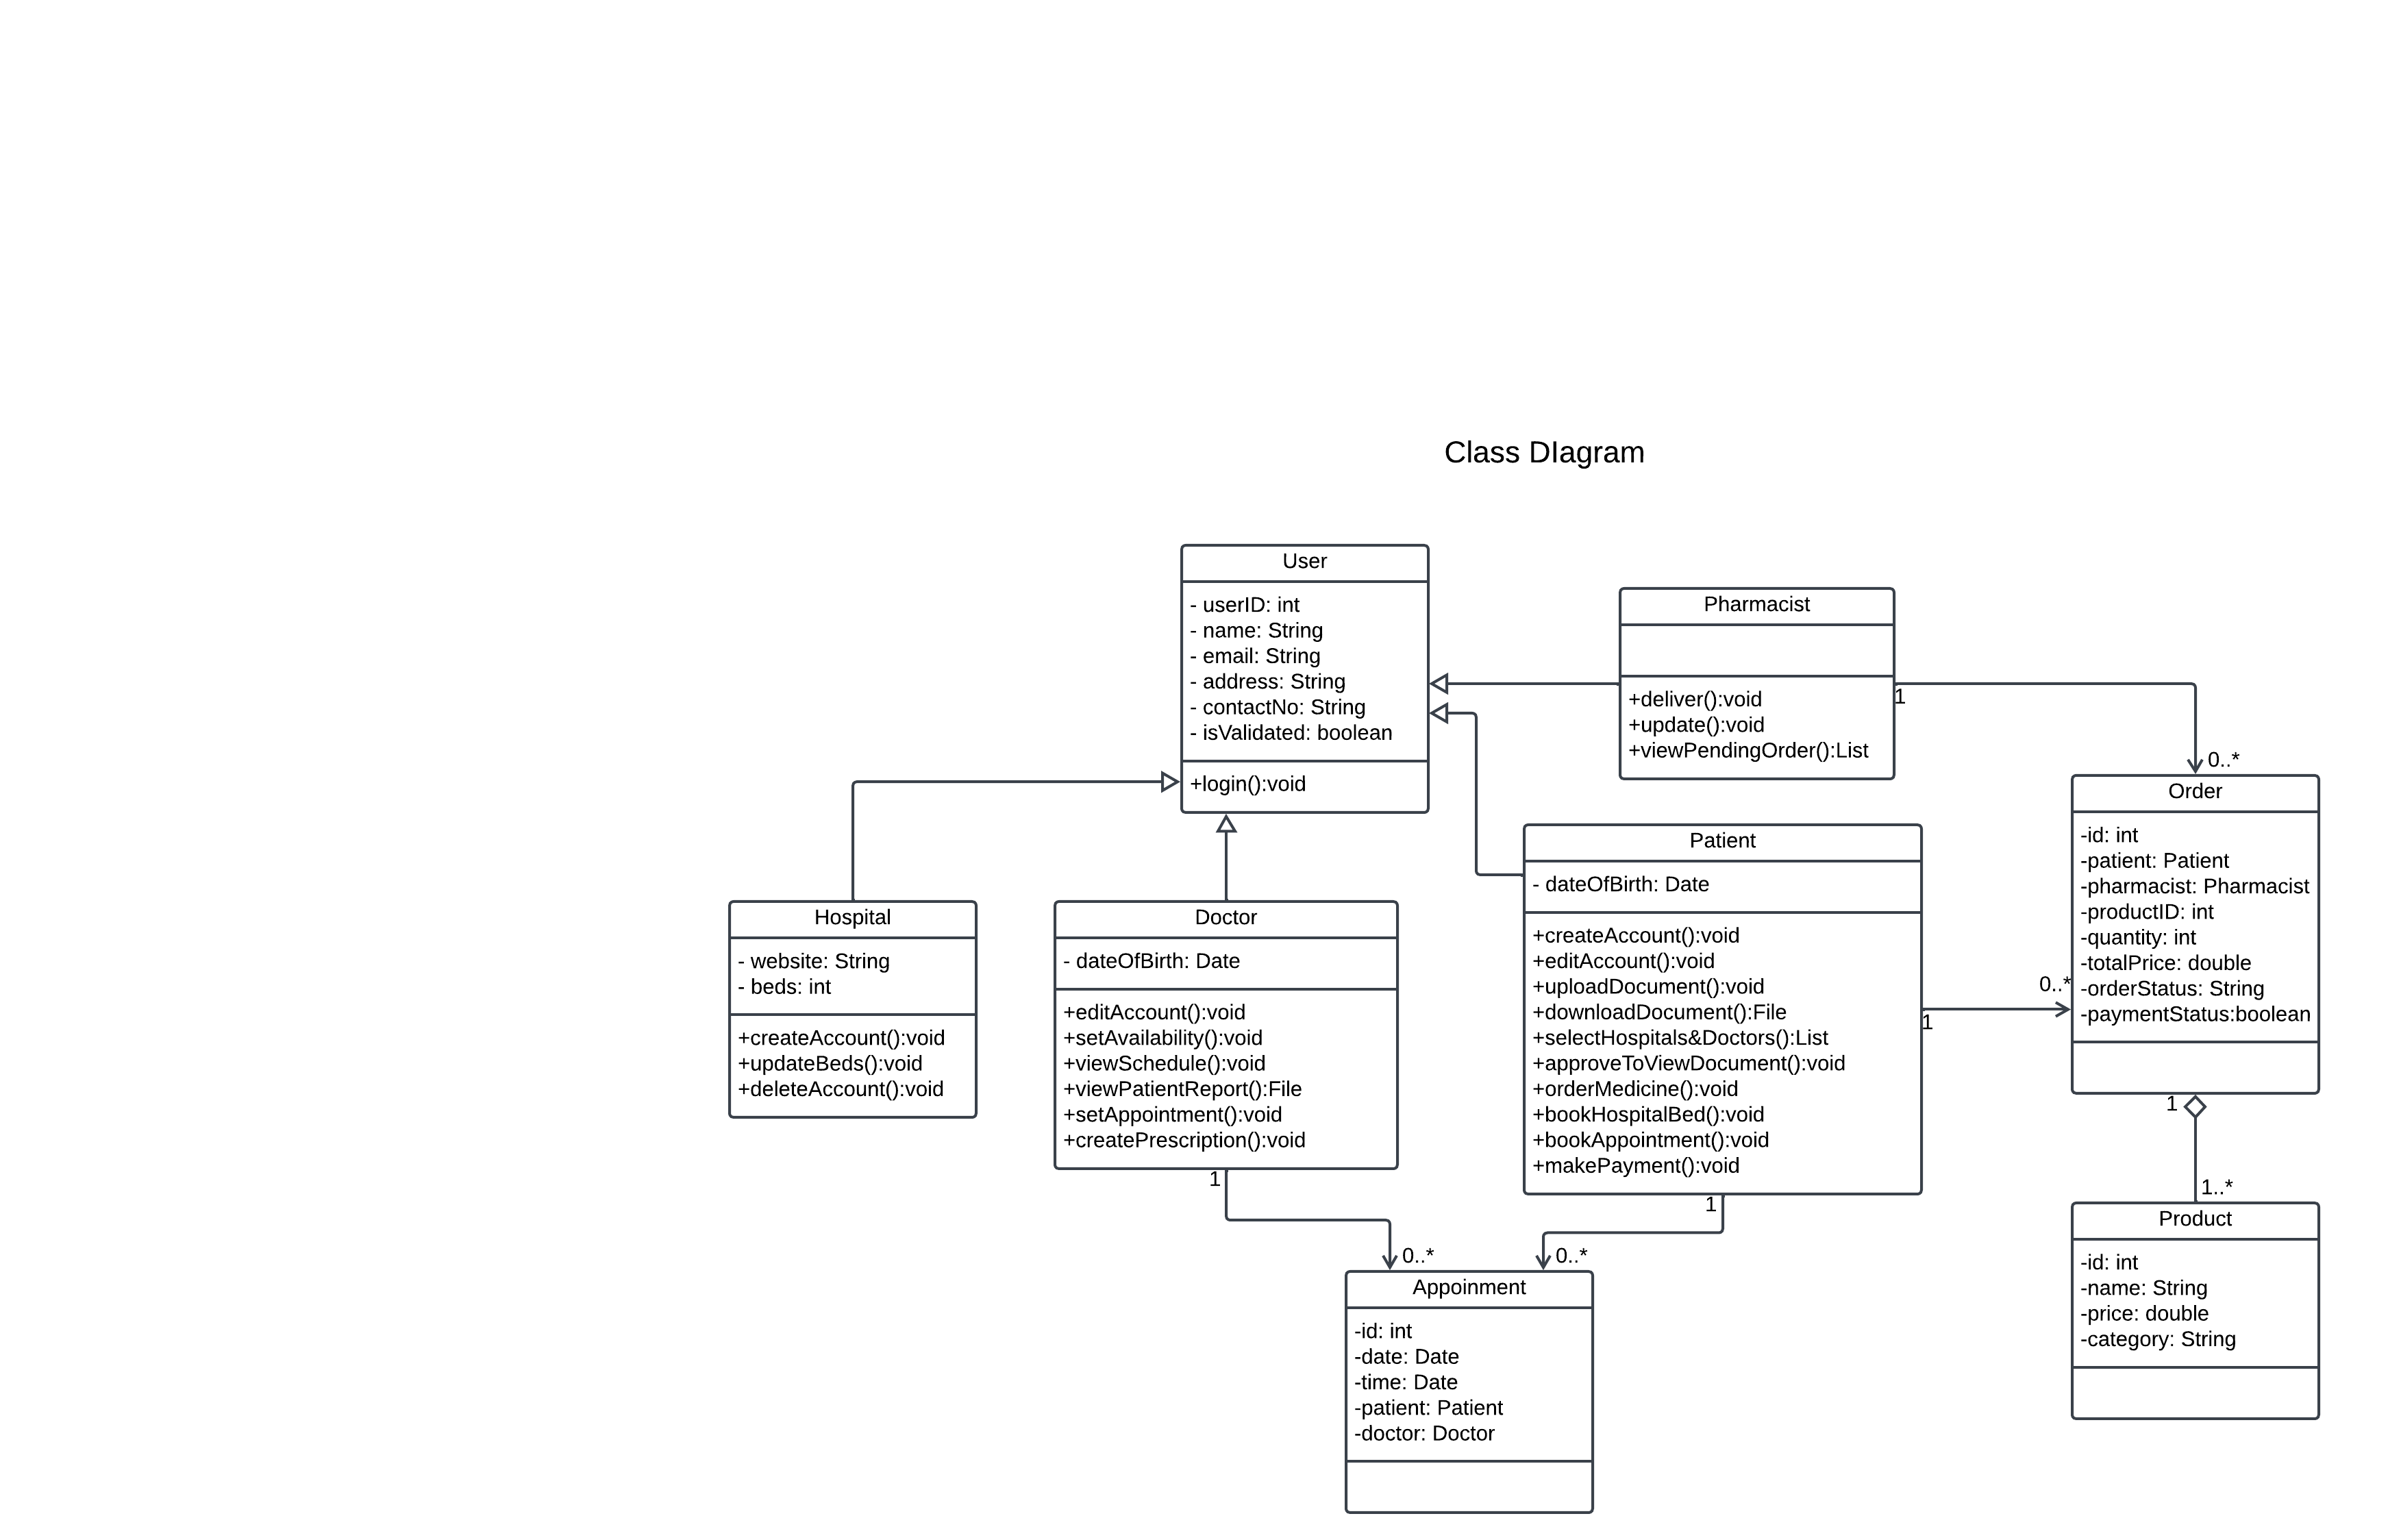 Class DIagram
User
- userID: int
- name: String
- email: String
- address: String
- contactNo: String
- isValidated: boolean
+login():void
Pharmacist
+deliver():void
+update():void
+viewPendingOrder():List
1
0..*
Hospital
- website: String
- beds: int
+createAccount():void
+updateBeds():void
+deleteAccount():void
Doctor
- dateOfBirth: Date
+editAccount():void
+setAvailability():void
+viewSchedule():void
+viewPatientReport():File
+setAppointment():void
+createPrescription():void
1
0..*
Patient
- dateOfBirth: Date
+createAccount():void
+editAccount():void
+uploadDocument():void
+downloadDocument():File
+selectHospitals&Doctors():List
+approveToViewDocument():void
+orderMedicine():void
+bookHospitalBed():void
+bookAppointment():void
+makePayment():void
1
0..*
1
0..*
Order
-id: int
-patient: Patient
-pharmacist: Pharmacist
-productID: int
-quantity: int
-totalPrice: double
-orderStatus: String
-paymentStatus:boolean
1
1..*
Product
-id: int
-name: String
-price: double
-category: String
Appoinment
-id: int
-date: Date
-time: Date
-patient: Patient
-doctor: Doctor